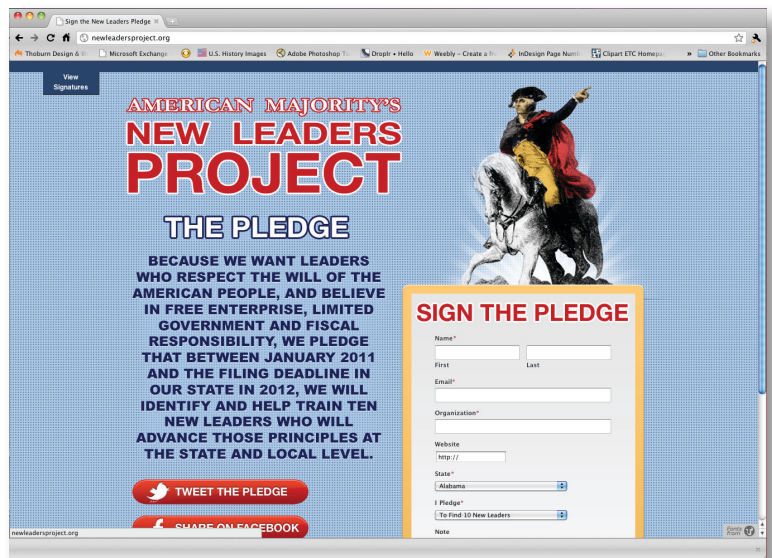 Sign the New Leaders Pledge
newleadersproject.org
Thoburn Design & Microsoft Exchange U.S. History Images Adobe Photoshop Droplr • Hello Weebly - Create a InDesign Page Clipart ETC Other Bookmarks
View
Signatures
AMERICAN MAJORITY'S
NEW LEADERS
PROJECT
THE PLEDGE
BECAUSE WE WANT LEADERS
WHO RESPECT THE WILL OF THE
AMERICAN PEOPLE, AND BELIEVE
IN FREE ENTERPRISE, LIMITED
GOVERNMENT AND FISCAL
RESPONSIBILITY, WE PLEDGE
THAT BETWEEN JANUARY 2011
AND THE FILING DEADLINE IN
OUR STATE IN 2012, WE WILL
IDENTIFY AND HELP TRAIN TEN
NEW LEADERS WHO WILL
ADVANCE THOSE PRINCIPLES AT
THE STATE AND LOCAL LEVEL.
TWEET THE PLEDGE
SHARE ON FACEBOOK
SIGN THE PLEDGE
Name*
First Last
Email*
Organization*
Website
http://
State*
Alabama
I Pledge*
To Find 10 New Leaders
Note
newleadersproject.org
Fonts
from